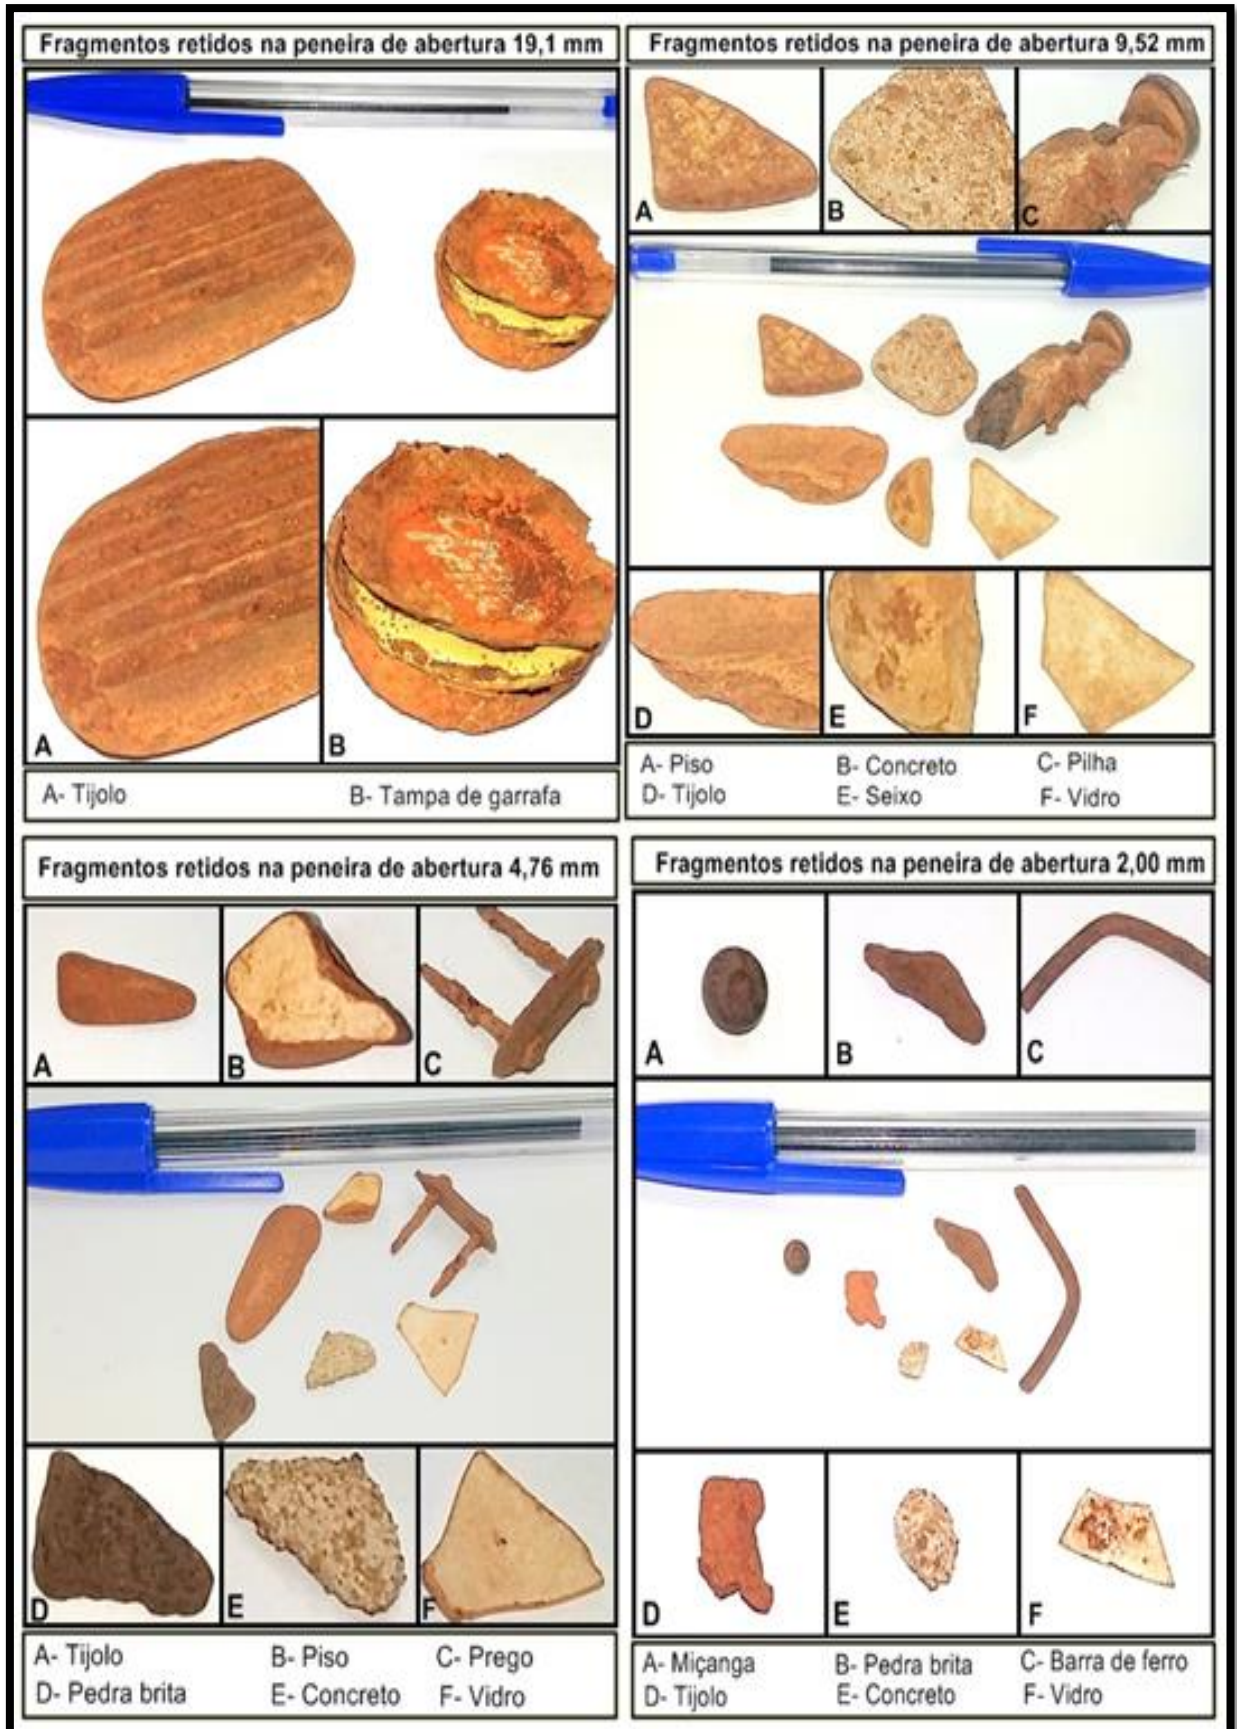 Fragmentos retidos na peneira de abertura 19,1 mm
A
B
A- Tijolo B- Tampa de garrafa
Fragmentos retidos na peneira de abertura 9,52 mm
A B C
D E F
A- Piso B- Concreto C- Pilha
D- Tijolo E- Seixo F- Vidro
Fragmentos retidos na peneira de abertura 4,76 mm
A B C
D E F
A- Tijolo B- Piso C- Prego
D- Pedra brita E- Concreto F- Vidro
Fragmentos retidos na peneira de abertura 2,00 mm
A B C
D E F
A- Miçanga B- Pedra brita C- Barra de ferro
D- Tijolo E- Concreto F- Vidro